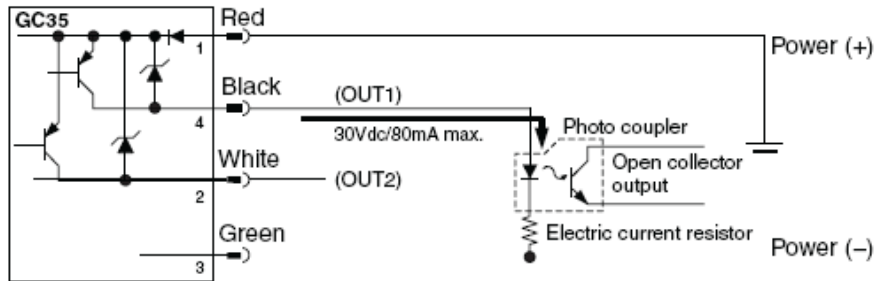 GC35
Red
1
Power (+)
Black
(OUT1)
4
30Vdc/80mA max.
Photo coupler
White
Open collector
output
(OUT2)
2
Green
Electric current resistor
3
Power (−)